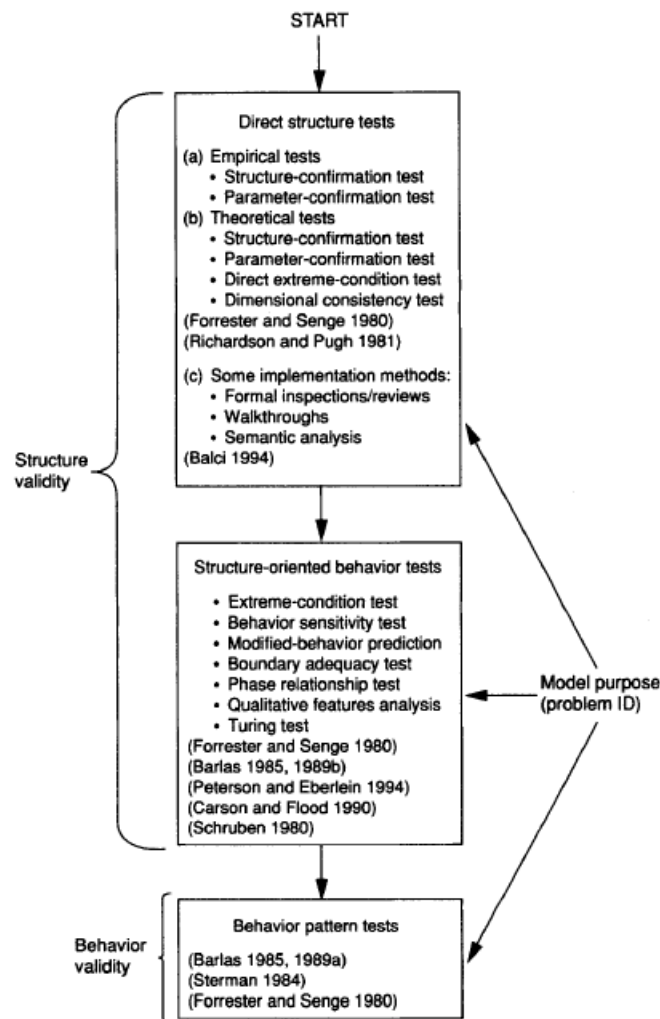 START
Direct structure tests
(a) Empirical tests
• Structure-confirmation test
• Parameter-confirmation test
(b) Theoretical tests
• Structure-confirmation test
• Parameter-confirmation test
• Direct extreme-condition test
• Dimensional consistency test
(Forrester and Senge 1980)
(Richardson and Pugh 1981)
(c) Some implementation methods:
• Formal inspections/reviews
• Walkthroughs
• Semantic analysis
(Balci 1994)
Structure
validity
Structure-oriented behavior tests
• Extreme-condition test
• Behavior sensitivity test
• Modified-behavior prediction
• Boundary adequacy test
• Phase relationship test
• Qualitative features analysis
• Turing test
(Forrester and Senge 1980)
(Barlas 1985, 1989b)
(Peterson and Eberlein 1994)
(Carson and Flood 1990)
(Schruben 1980)
Model purpose
(problem ID)
Behavior pattern tests
(Barlas 1985, 1989a)
(Sterman 1984)
(Forrester and Senge 1980)
Behavior
validity